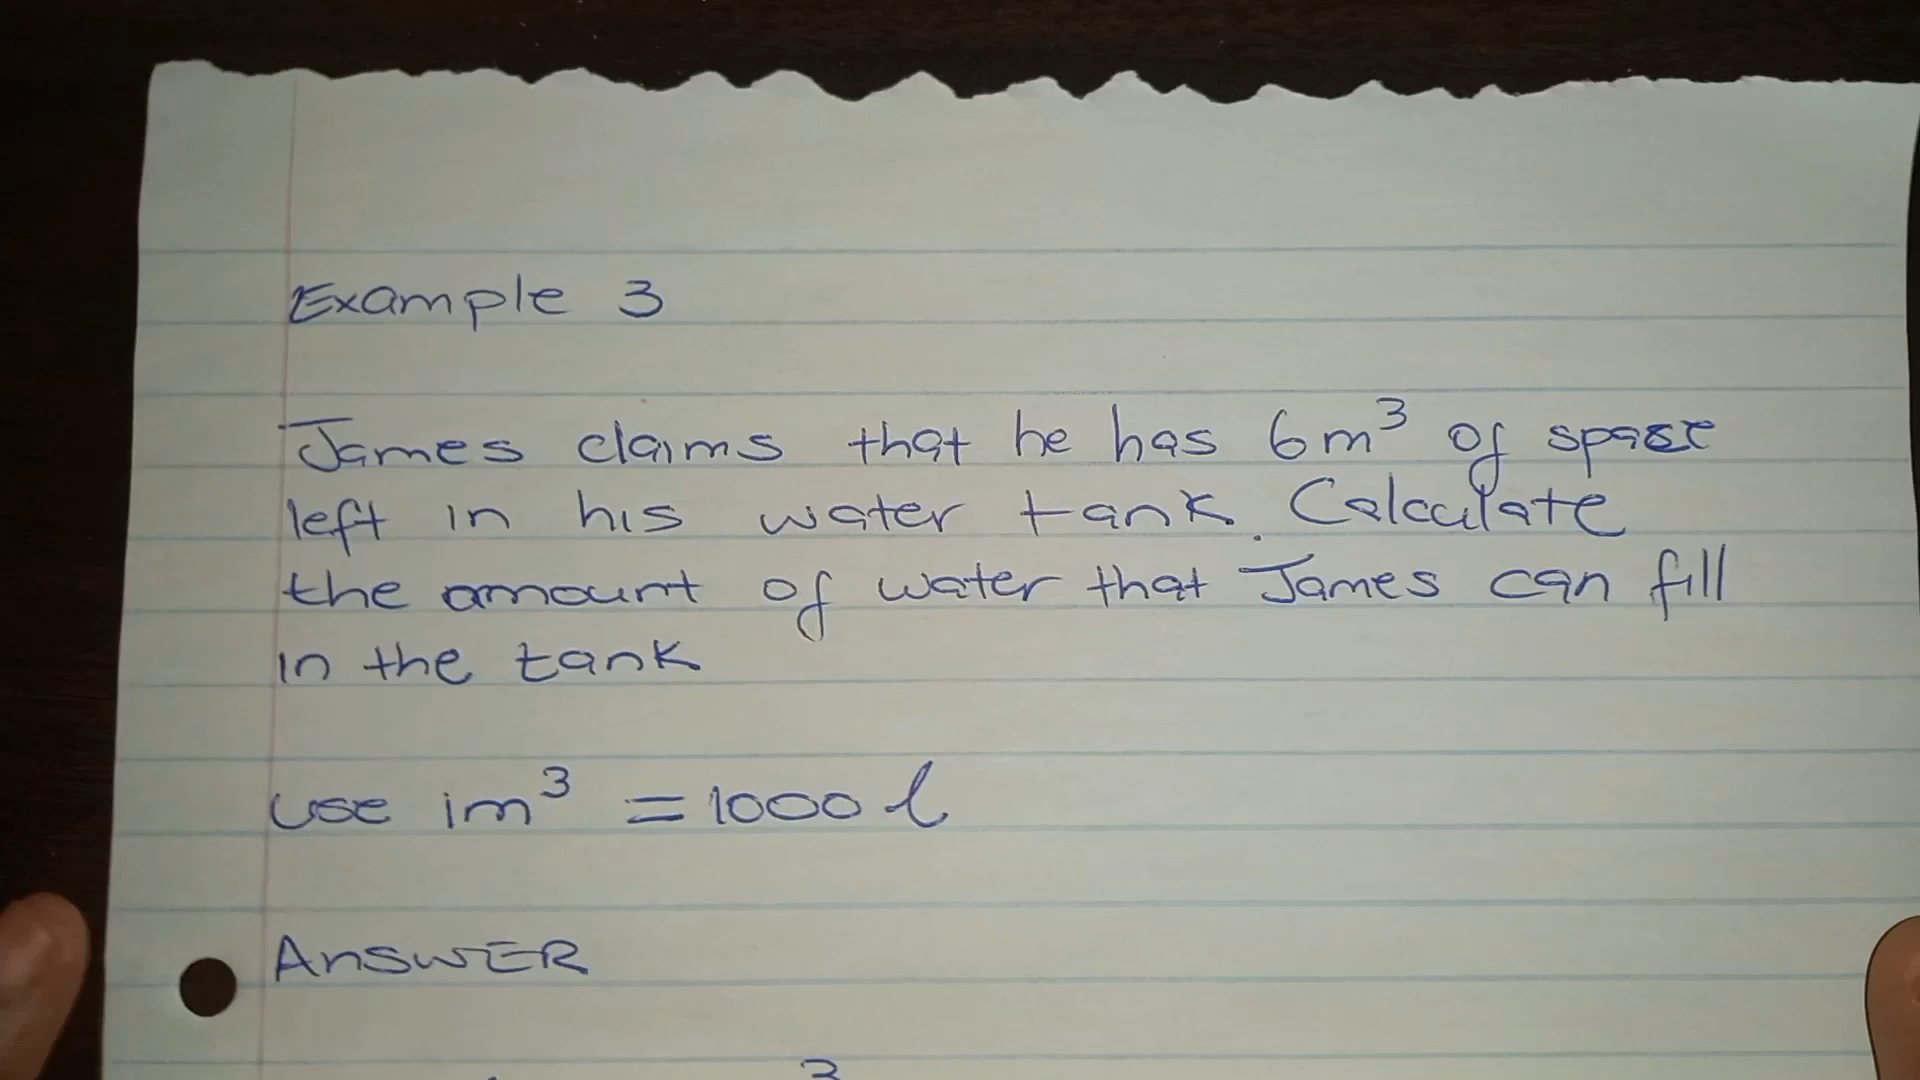 Example 3
James claims that he has 6m³ of space
left in his water tank. Calculate
the amount of water that James can fill
in the tank
use 1m³ = 1000 l
ANSWER